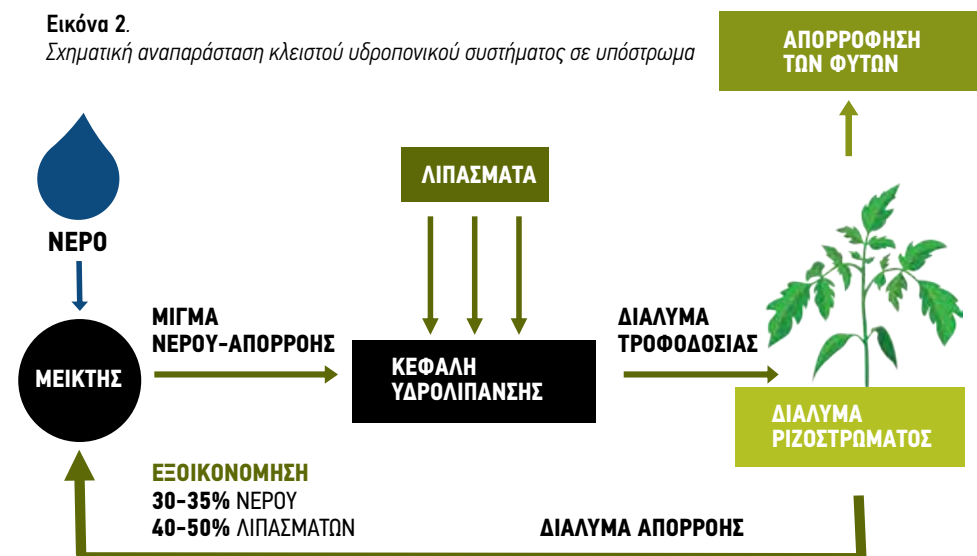 Εικόνα 2.
Σχηματική αναπαράσταση κλειστού υδροπονικού συστήματος σε υπόστρωμα
ΑΠΟΡΡΟΦΗΣΗ
ΤΩΝ ΦΥΤΩΝ
ΛΙΠΑΣΜΑΤΑ
ΝΕΡΟ
ΜΕΙΚΤΗΣ
ΜΙΓΜΑ
ΝΕΡΟΥ-ΑΠΟΡΡΟΗΣ
ΚΕΦΑΛΗ
ΥΔΡΟΛΙΠΑΝΣΗΣ
ΔΙΑΛΥΜΑ
ΤΡΟΦΟΔΟΣΙΑΣ
ΔΙΑΛΥΜΑ
ΡΙΖΟΣΤΡΩΜΑΤΟΣ
ΕΞΟΙΚΟΝΟΜΗΣΗ
30-35% ΝΕΡΟΥ
40-50% ΛΙΠΑΣΜΑΤΩΝ
ΔΙΑΛΥΜΑ ΑΠΟΡΡΟΗΣ